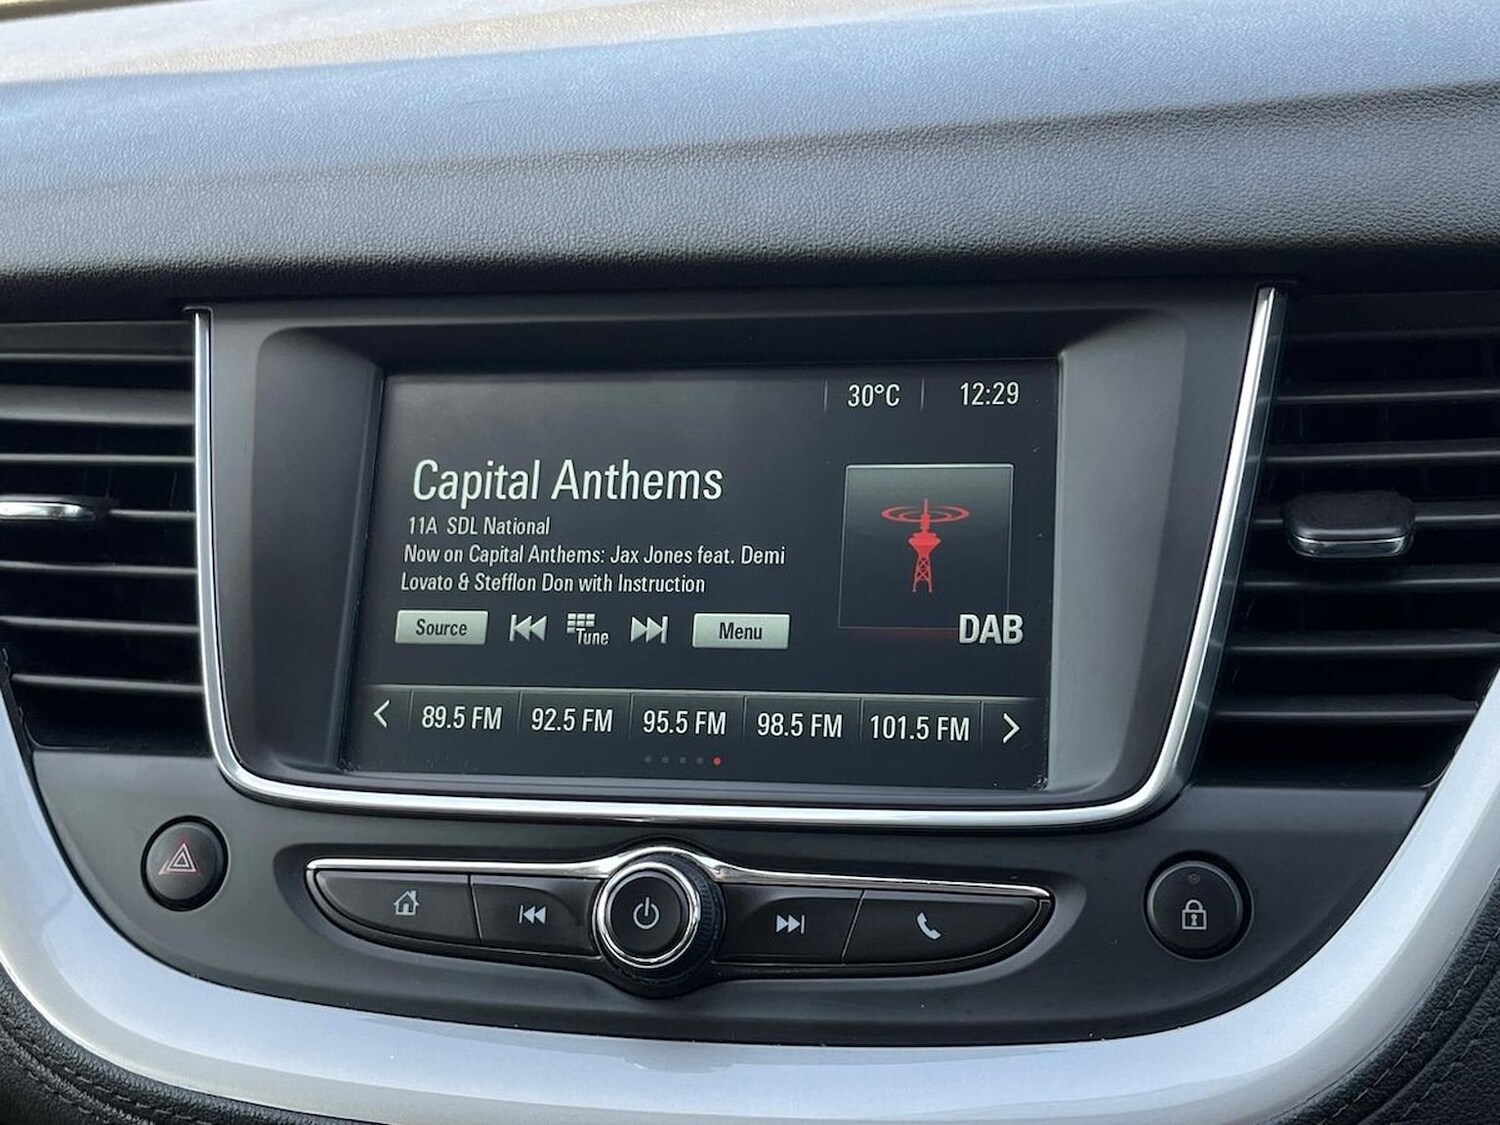 30°C 12:29
Capital Anthems
11A SDL National
Now on Capital Anthems: Jax Jones feat. Demi
Lovato & Stefflon Don with Instruction
Source Tune Menu
DAB
89.5 FM 92.5 FM 95.5 FM 98.5 FM 101.5 FM